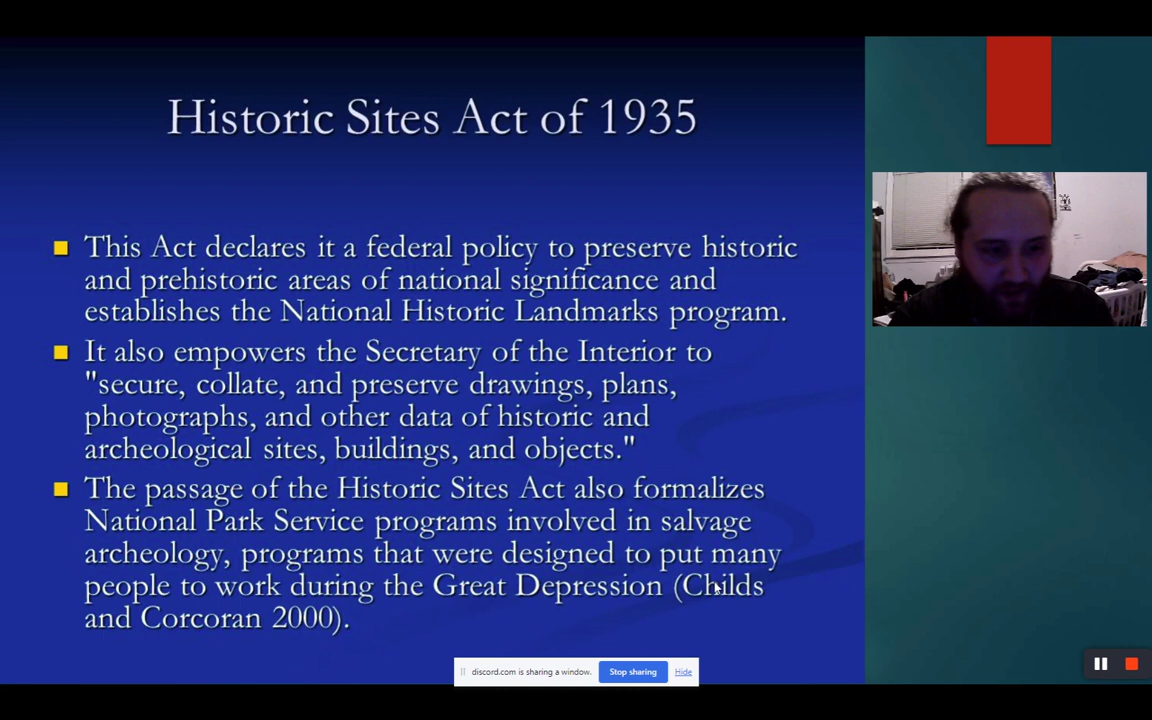 Historic Sites Act of 1935
This Act declares it a federal policy to preserve historic
and prehistoric areas of national significance and
establishes the National Historic Landmarks program.
It also empowers the Secretary of the Interior to
"secure, collate, and preserve drawings, plans,
photographs, and other data of historic and
archeological sites, buildings, and objects."
The passage of the Historic Sites Act also formalizes
National Park Service programs involved in salvage
archeology, programs that were designed to put many
people to work during the Great Depression (Childs
and Corcoran 2000).
discord.com is sharing a window. Stop sharing Hide